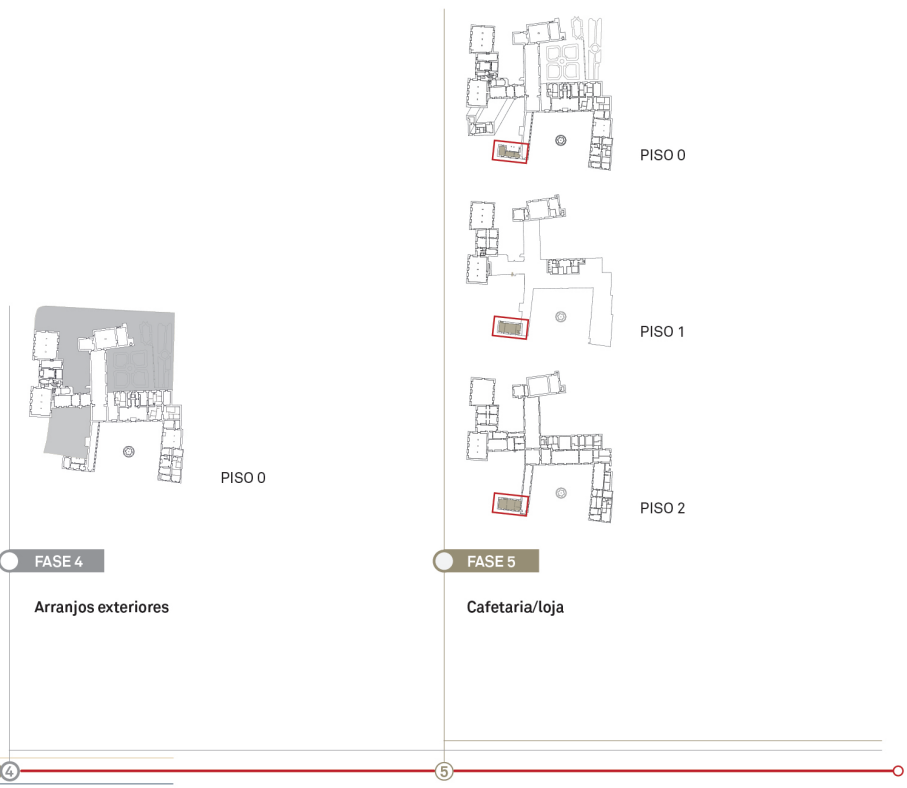 PISO 0
PISO 1
PISO 2
PISO 0
FASE 4
Arranjos exteriores
FASE 5
Cafetaria/loja
4
5